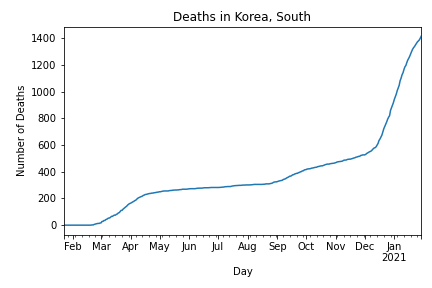 Deaths in Korea, South
Number of Deaths
1400
1200
1000
800
600
400
200
0
Feb Mar Apr May Jun Jul Aug Sep Oct Nov Dec Jan
2021
Day